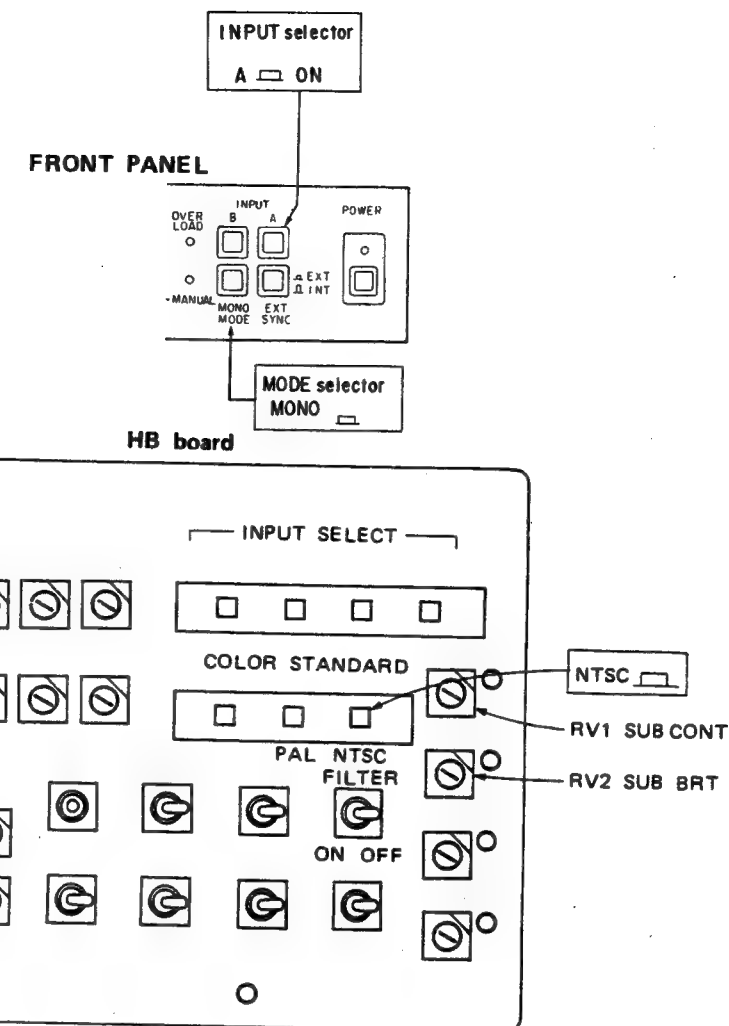 INPUT selector
A ON
FRONT PANEL
INPUT
OVER LOAD
B A
POWER
EXT
INT
MANUAL
MONO MODE
EXT SYNC
MODE selector
MONO
HB board
INPUT SELECT
COLOR STANDARD
NTSC
PAL NTSC
RV1 SUB CONT
FILTER
RV2 SUB BRT
ON OFF